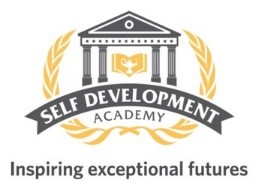 SELF DEVELOPMENT
ACADEMY
Inspiring exceptional futures